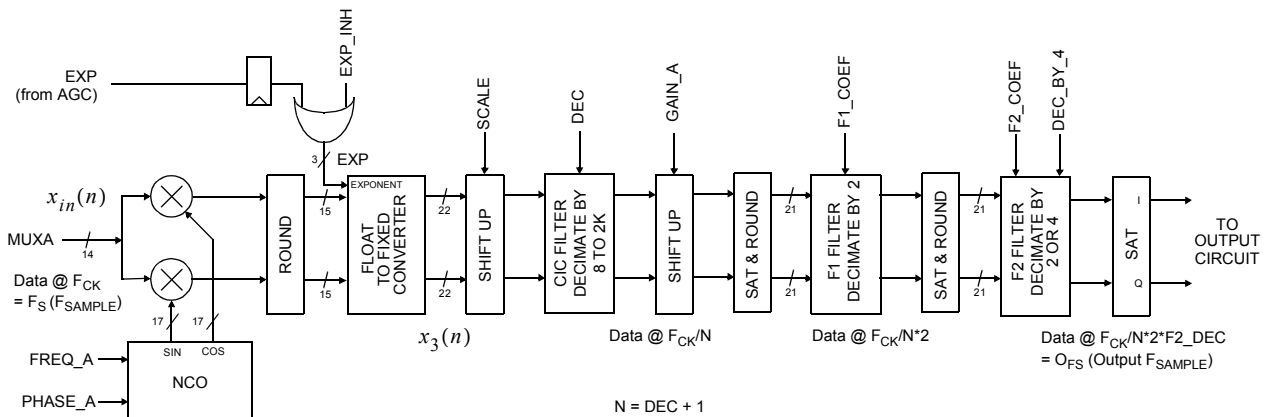 EXP
(from AGC)
EXP_INH
3
EXP
SCALE
DEC
GAIN_A
F1_COEF
F2_COEF
DEC_BY_4
x_in(n)
MUXA
14
Data @ F_CK
= F_S (F_SAMPLE)
ROUND
15
15
EXPONENT
FLOAT
TO FIXED
CONVERTER
22
22
SHIFT UP
CIC FILTER
DECIMATE BY
8 TO 2K
SHIFT UP
SAT & ROUND
21
21
F1 FILTER
DECIMATE BY 2
SAT & ROUND
21
21
F2 FILTER
DECIMATE BY
2 OR 4
SAT
I
Q
TO
OUTPUT
CIRCUIT
17
17
SIN
COS
NCO
FREQ_A
PHASE_A
x_3(n)
Data @ F_CK/N
Data @ F_CK/N*2
Data @ F_CK/N*2*F2_DEC
= O_FS (Output F_SAMPLE)
N = DEC + 1